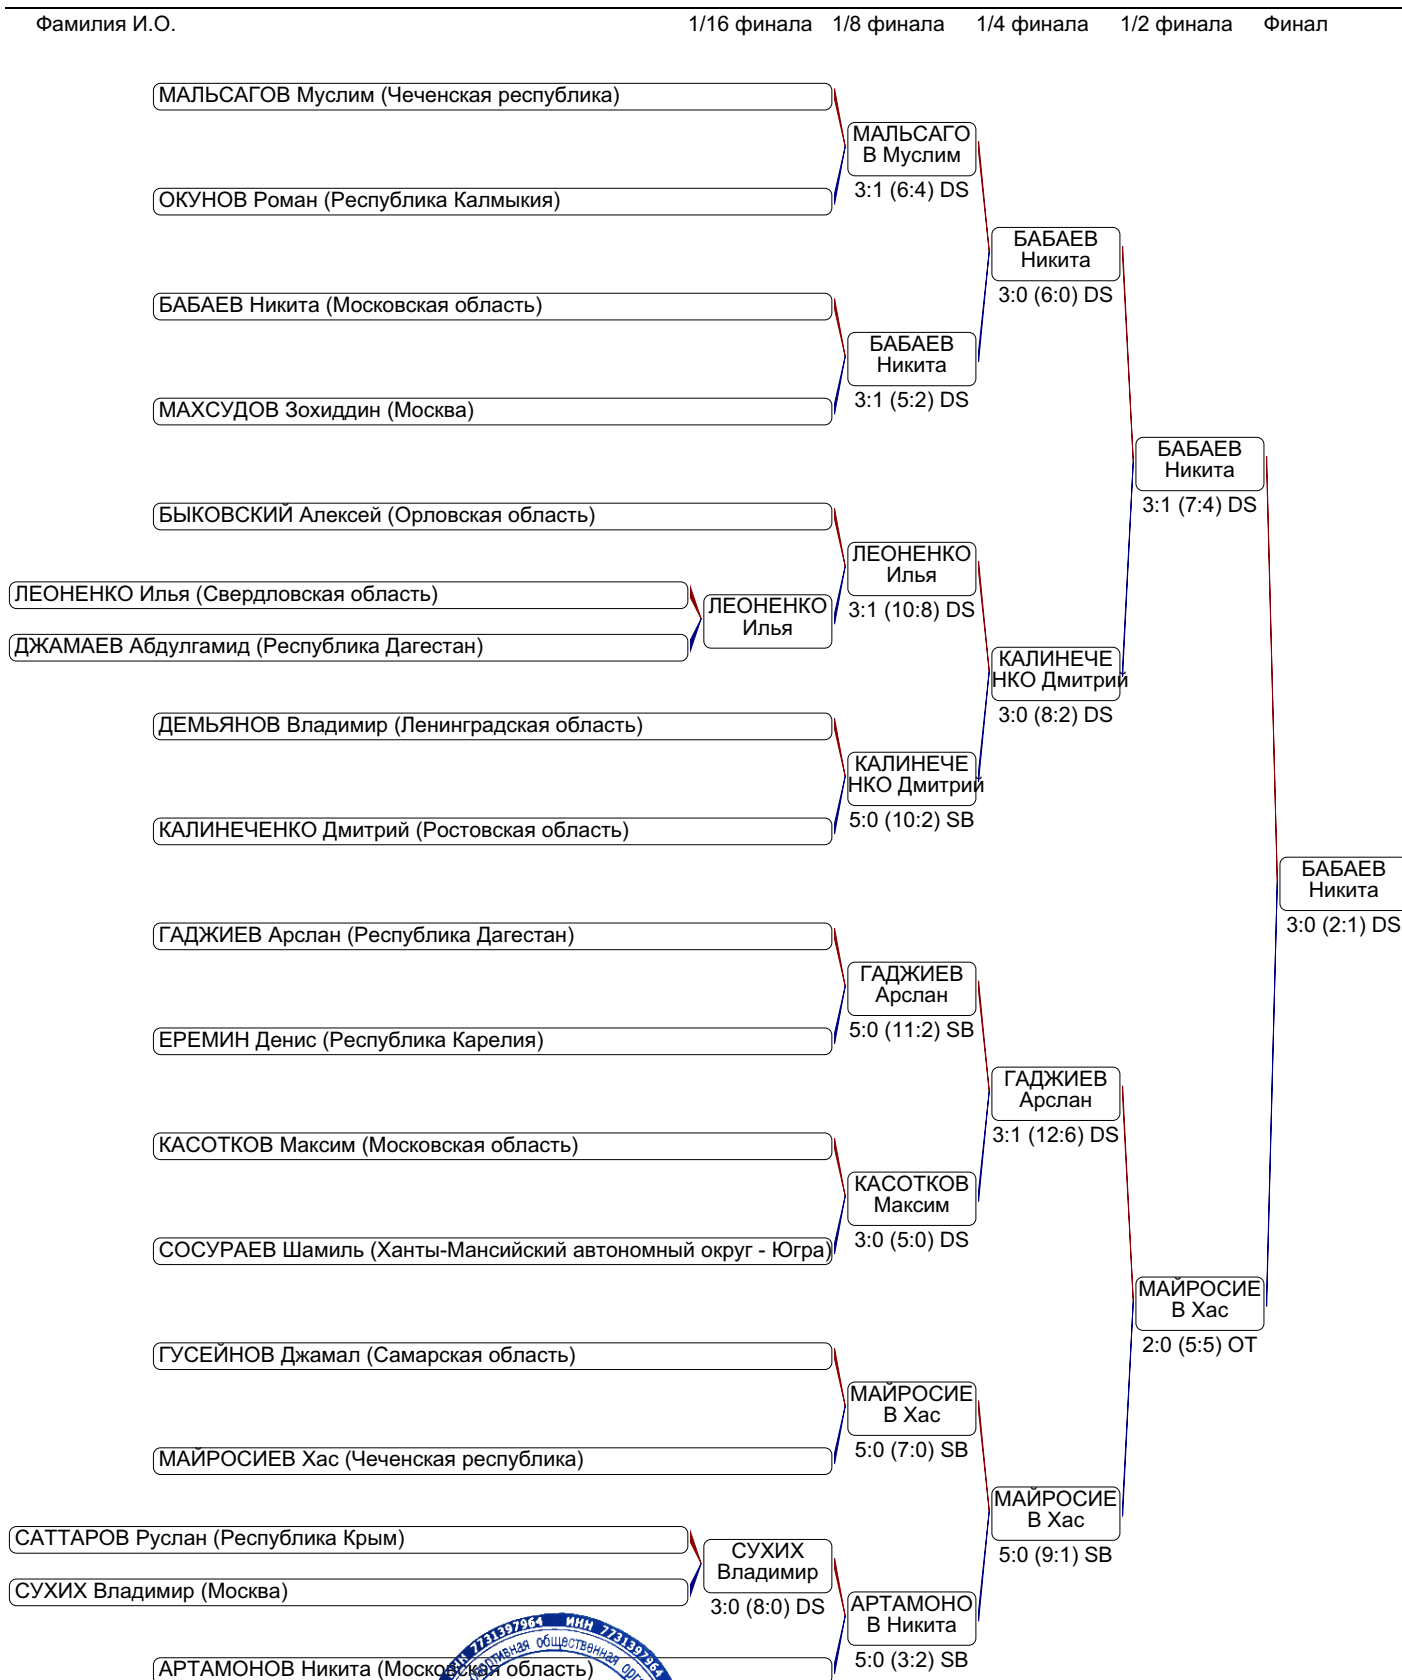 Фамилия И.О. 1/16 финала 1/8 финала 1/4 финала 1/2 финала Финал
МАЛЬСАГОВ Муслим (Чеченская республика)
МАЛЬСАГО
В Муслим
3:1 (6:4) DS
ОКУНОВ Роман (Республика Калмыкия)
БАБАЕВ
Никита
3:0 (6:0) DS
БАБАЕВ Никита (Московская область)
БАБАЕВ
Никита
3:1 (5:2) DS
МАХСУДОВ Зохиддин (Москва)
БАБАЕВ
Никита
3:1 (7:4) DS
БЫКОВСКИЙ Алексей (Орловская область)
ЛЕОНЕНКО
Илья
3:1 (10:8) DS
ЛЕОНЕНКО Илья (Свердловская область)
ЛЕОНЕНКО
Илья
ДЖАМАЕВ Абдулгамид (Республика Дагестан)
КАЛИНЕЧЕ
НКО Дмитрий
3:0 (8:2) DS
ДЕМЬЯНОВ Владимир (Ленинградская область)
КАЛИНЕЧЕ
НКО Дмитрий
5:0 (10:2) SB
КАЛИНЕЧЕНКО Дмитрий (Ростовская область)
БАБАЕВ
Никита
3:0 (2:1) DS
ГАДЖИЕВ Арслан (Республика Дагестан)
ГАДЖИЕВ
Арслан
5:0 (11:2) SB
ЕРЕМИН Денис (Республика Карелия)
ГАДЖИЕВ
Арслан
3:1 (12:6) DS
КАСОТКОВ Максим (Московская область)
КАСОТКОВ
Максим
3:0 (5:0) DS
СОСУРАЕВ Шамиль (Ханты-Мансийский автономный округ - Югра)
МАЙРОСИЕ
В Хас
2:0 (5:5) OT
ГУСЕЙНОВ Джамал (Самарская область)
МАЙРОСИЕ
В Хас
5:0 (7:0) SB
МАЙРОСИЕВ Хас (Чеченская республика)
МАЙРОСИЕ
В Хас
5:0 (9:1) SB
САТТАРОВ Руслан (Республика Крым)
СУХИХ
Владимир
3:0 (8:0) DS
СУХИХ Владимир (Москва)
АРТАМОНО
В Никита
5:0 (3:2) SB
АРТАМОНОВ Никита (Московская область)
7731397964 ИНН 7731397964
общественная